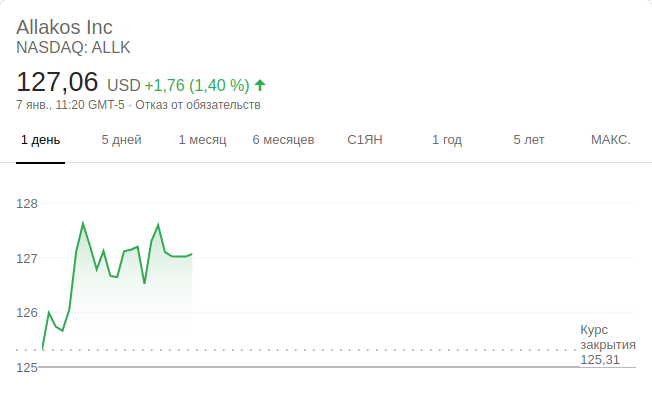 Allakos Inc
NASDAQ: ALLK
127,06 USD +1,76 (1,40 %)
7 янв., 11:20 GMT-5 · Отказ от обязательств
1 день 5 дней 1 месяц 6 месяцев С1ЯН 1 год 5 лет МАКС.
128
127
126
Курс
закрытия
125,31
125